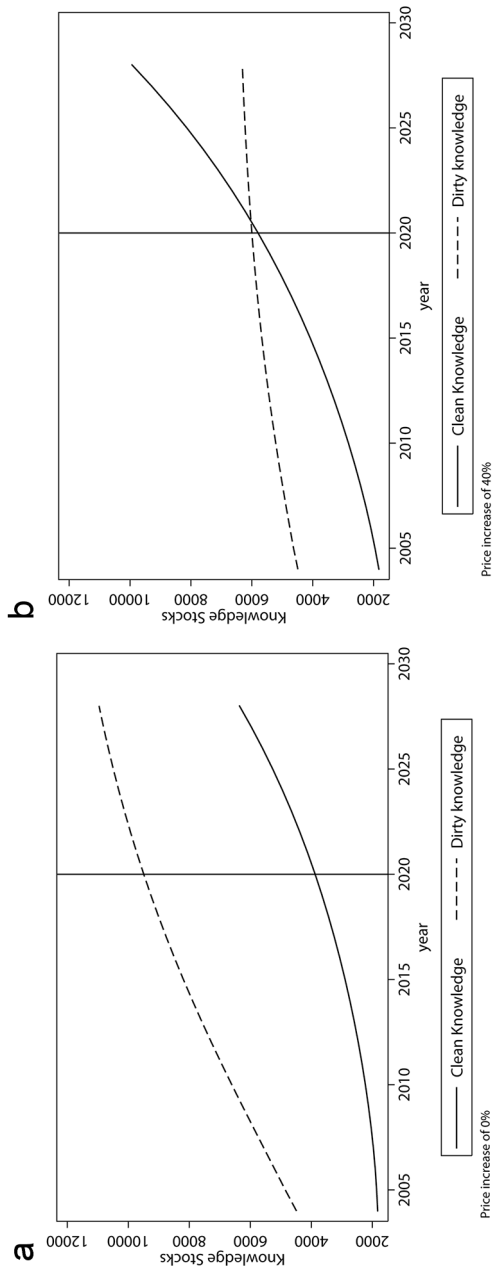 a
Knowledge Stocks
12000
10000
8000
6000
4000
2000
2005
2010
2015
2020
2025
2030
year
Clean Knowledge
Dirty knowledge
Price increase of 0%
b
Knowledge Stocks
12000
10000
8000
6000
4000
2000
2005
2010
2015
2020
2025
2030
year
Clean Knowledge
Dirty knowledge
Price increase of 40%